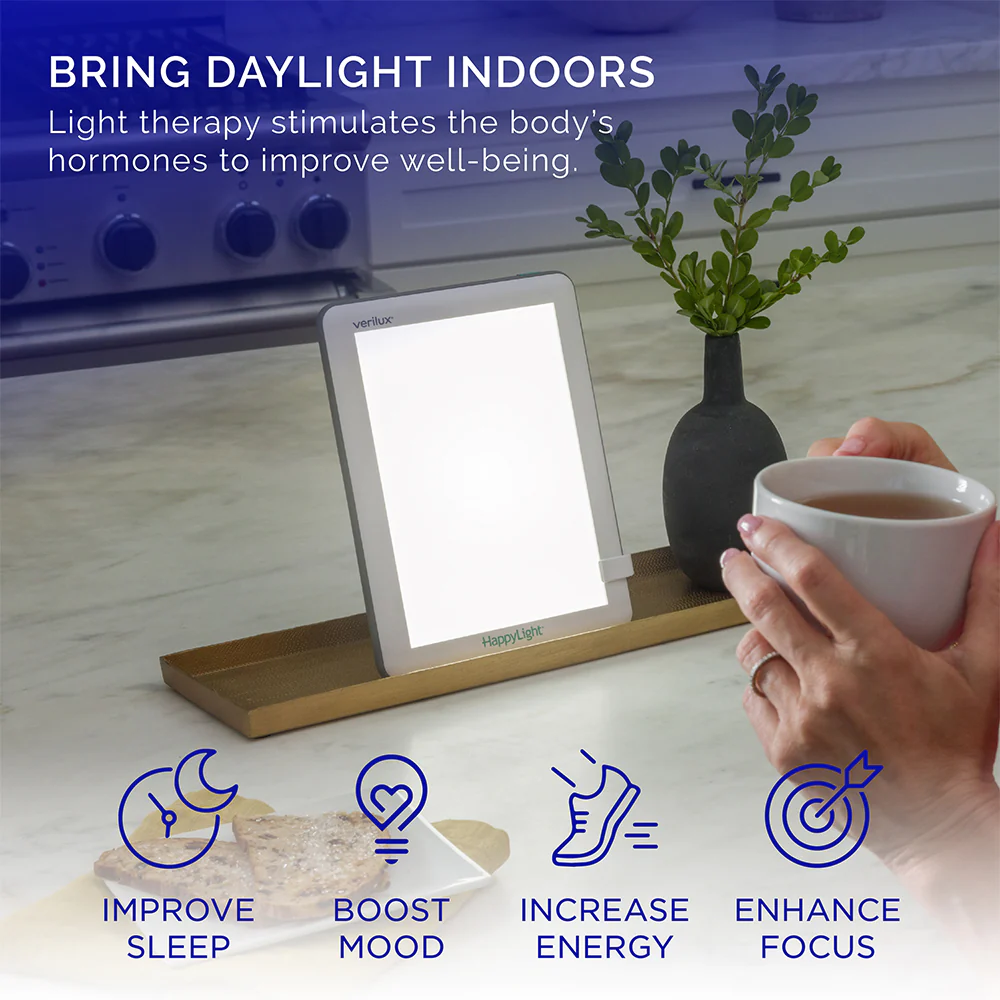 BRING DAYLIGHT INDOORS
Light therapy stimulates the body's
hormones to improve well-being.
verilux®
HappyLight™
IMPROVE
SLEEP
BOOST
MOOD
INCREASE
ENERGY
ENHANCE
FOCUS